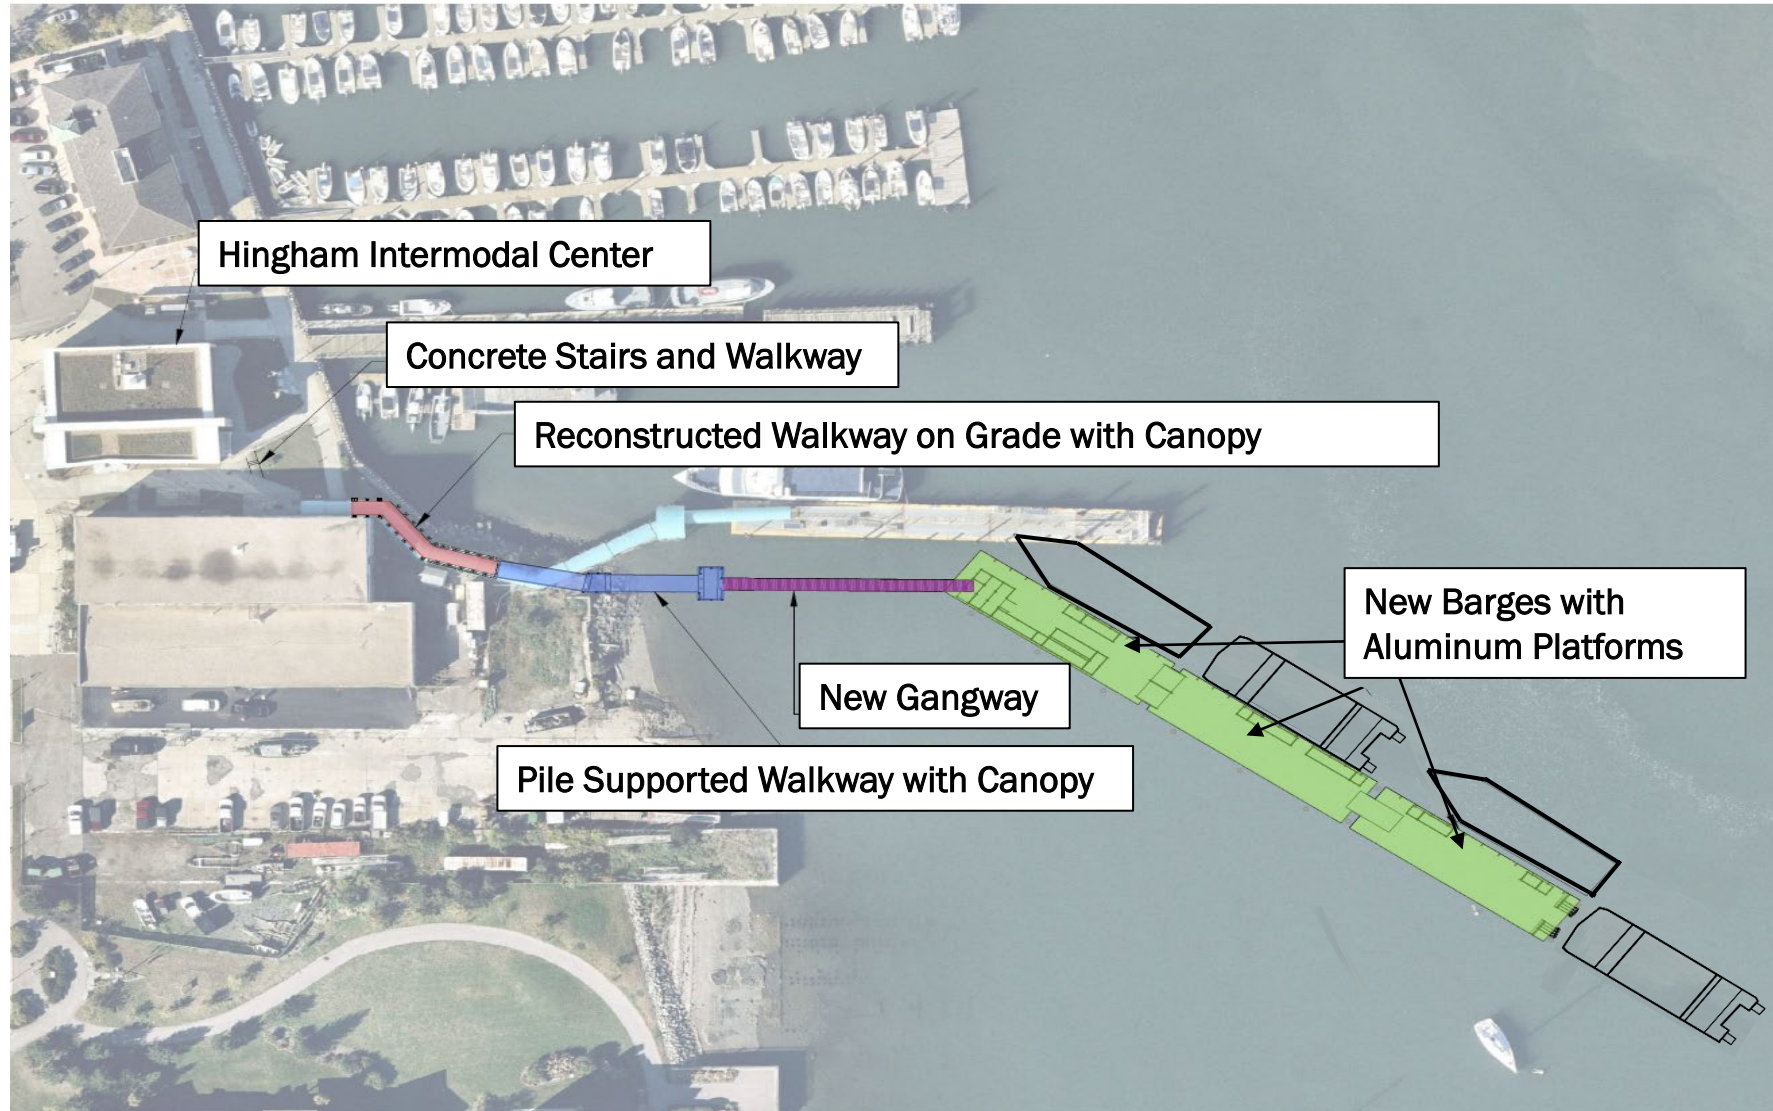 Hingham Intermodal Center
Concrete Stairs and Walkway
Reconstructed Walkway on Grade with Canopy
New Barges with
Aluminum Platforms
New Gangway
Pile Supported Walkway with Canopy